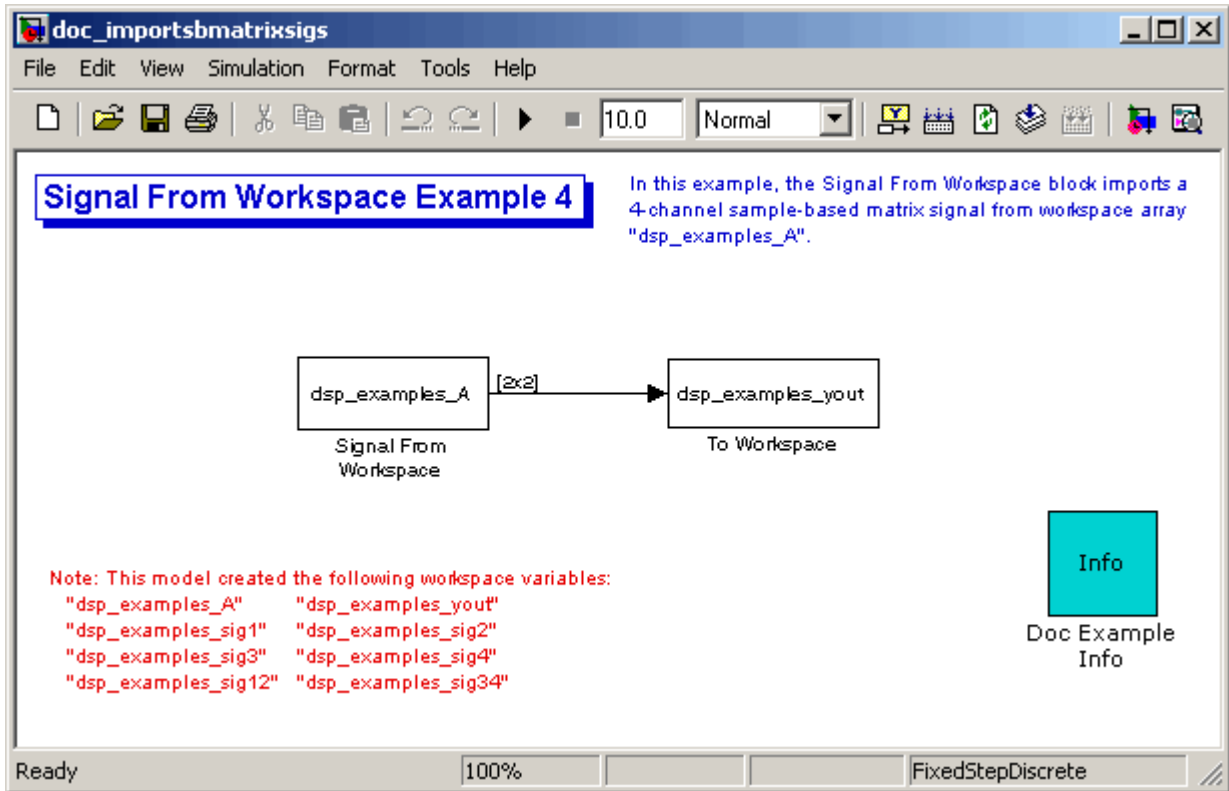 doc_importsbmatrixsigs
File Edit View Simulation Format Tools Help
10.0 Normal
Signal From Workspace Example 4
In this example, the Signal From Workspace block imports a
4-channel sample-based matrix signal from workspace array
"dsp_examples_A".
dsp_examples_A
[2x2]
dsp_examples_yout
Signal From
Workspace
To Workspace
Info
Doc Example
Info
Note: This model created the following workspace variables:
"dsp_examples_A" "dsp_examples_yout"
"dsp_examples_sig1" "dsp_examples_sig2"
"dsp_examples_sig3" "dsp_examples_sig4"
"dsp_examples_sig12" "dsp_examples_sig34"
Ready 100% FixedStepDiscrete